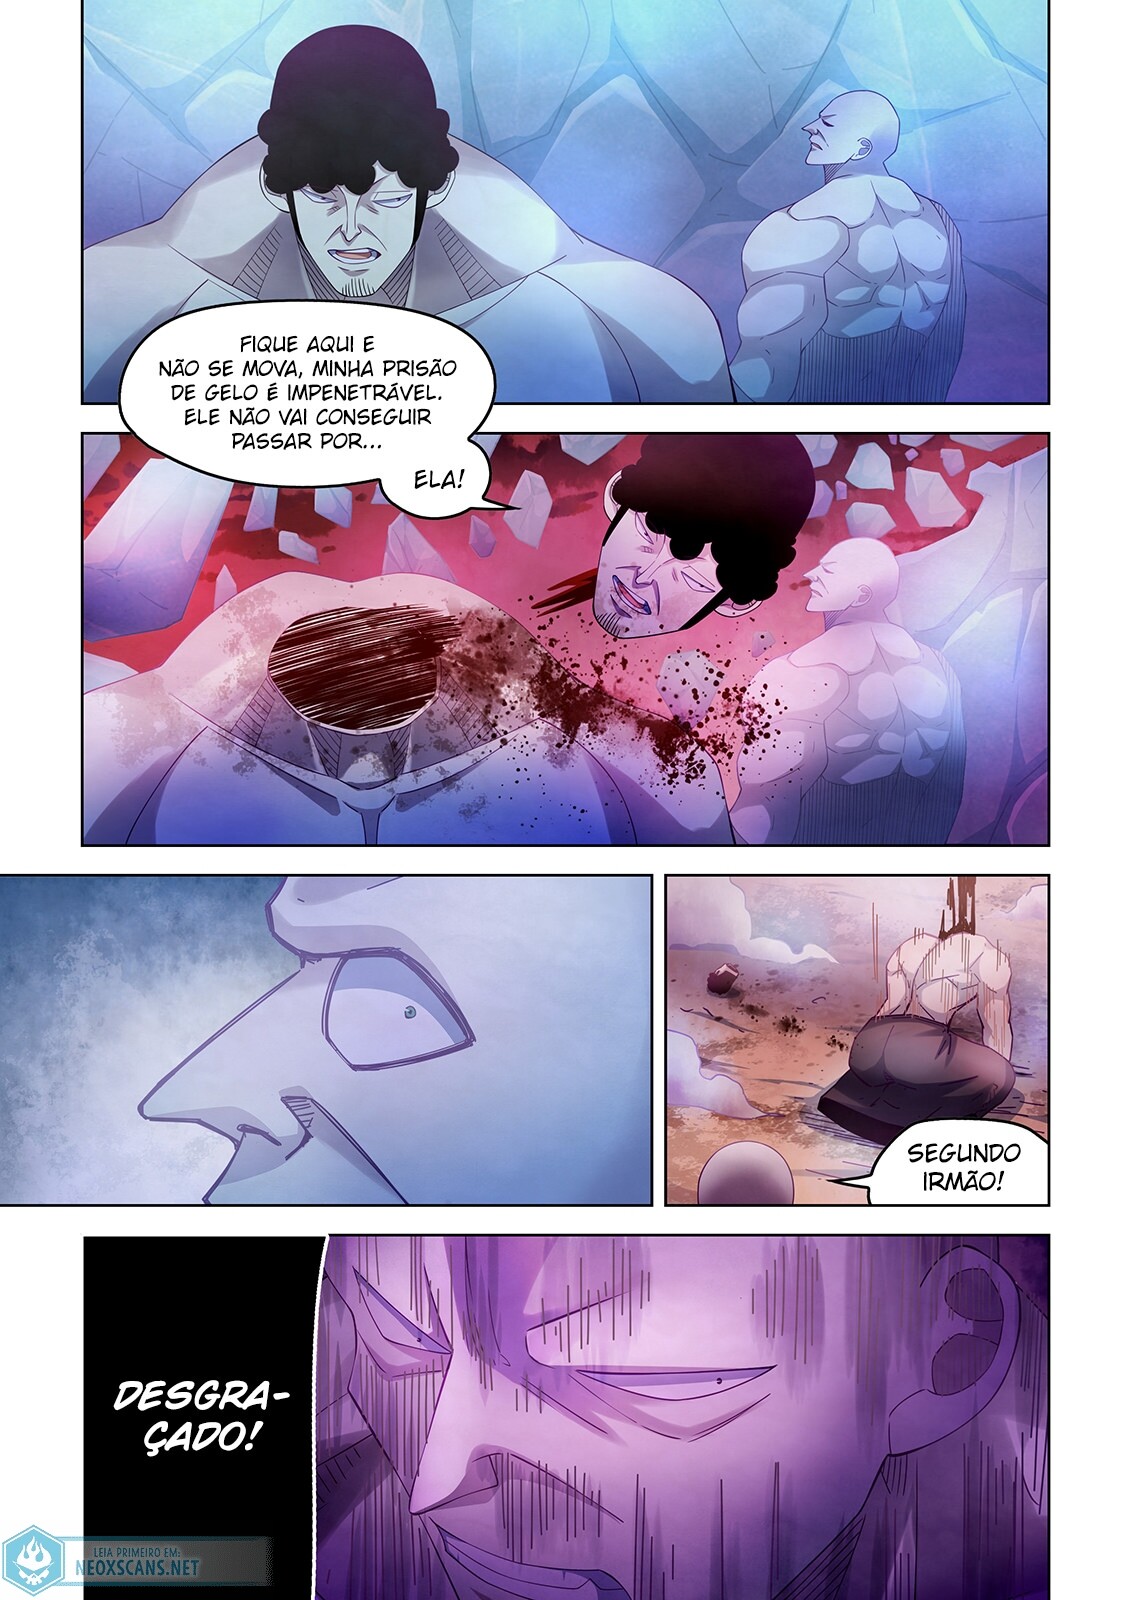 FIQUE AQUI E
NÃO SE MOVA, MINHA PRISÃO
DE GELO É IMPENETRÁVEL.
ELE NÃO VAI CONSEGUIR
PASSAR POR...
ELA!
SEGUNDO
IRMÃO!
DESGRA-
ÇADO!
LEIA PRIMEIRO EM:
NEOXSCANS.NET